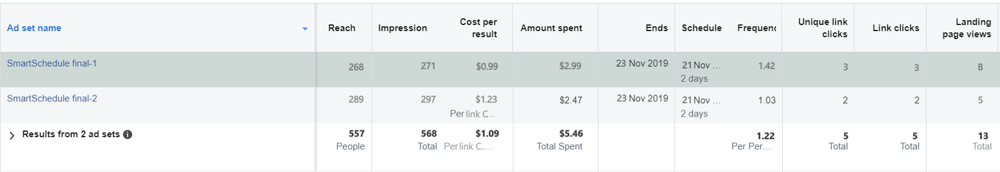 Ad set name Reach Impression Cost per result Amount spent Ends Schedule Frequenc Unique link clicks Link clicks Landing page views
SmartSchedule final-1 268 271 $0.99 $2.99 23 Nov 2019 21 Nov ... 1.42 3 3 8
2 days
SmartSchedule final-2 289 297 $1.23 $2.47 23 Nov 2019 21 Nov ... 1.03 2 2 5
Per link C... 2 days
Results from 2 ad sets 557 568 $1.09 $5.46 1.22 5 5 13
People Total Per link C.... Total Spent Per Per... Total Total Total